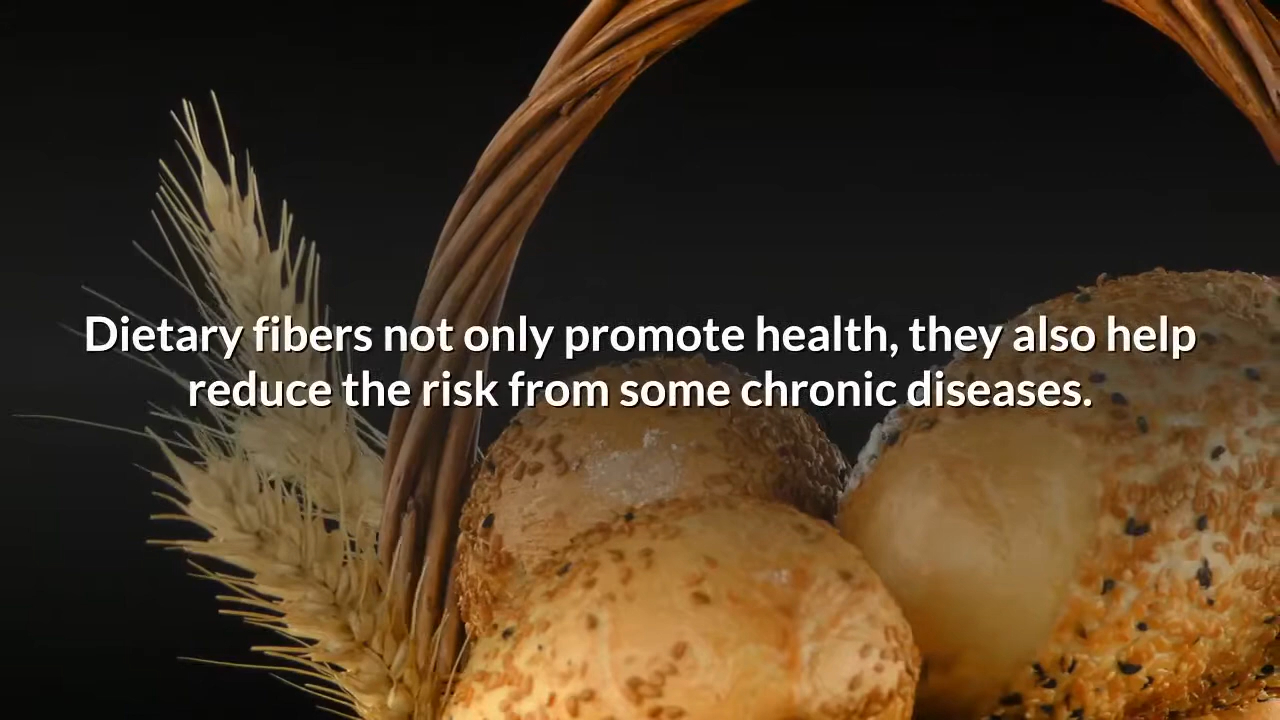 Dietary fibers not only promote health, they also help
reduce the risk from some chronic diseases.